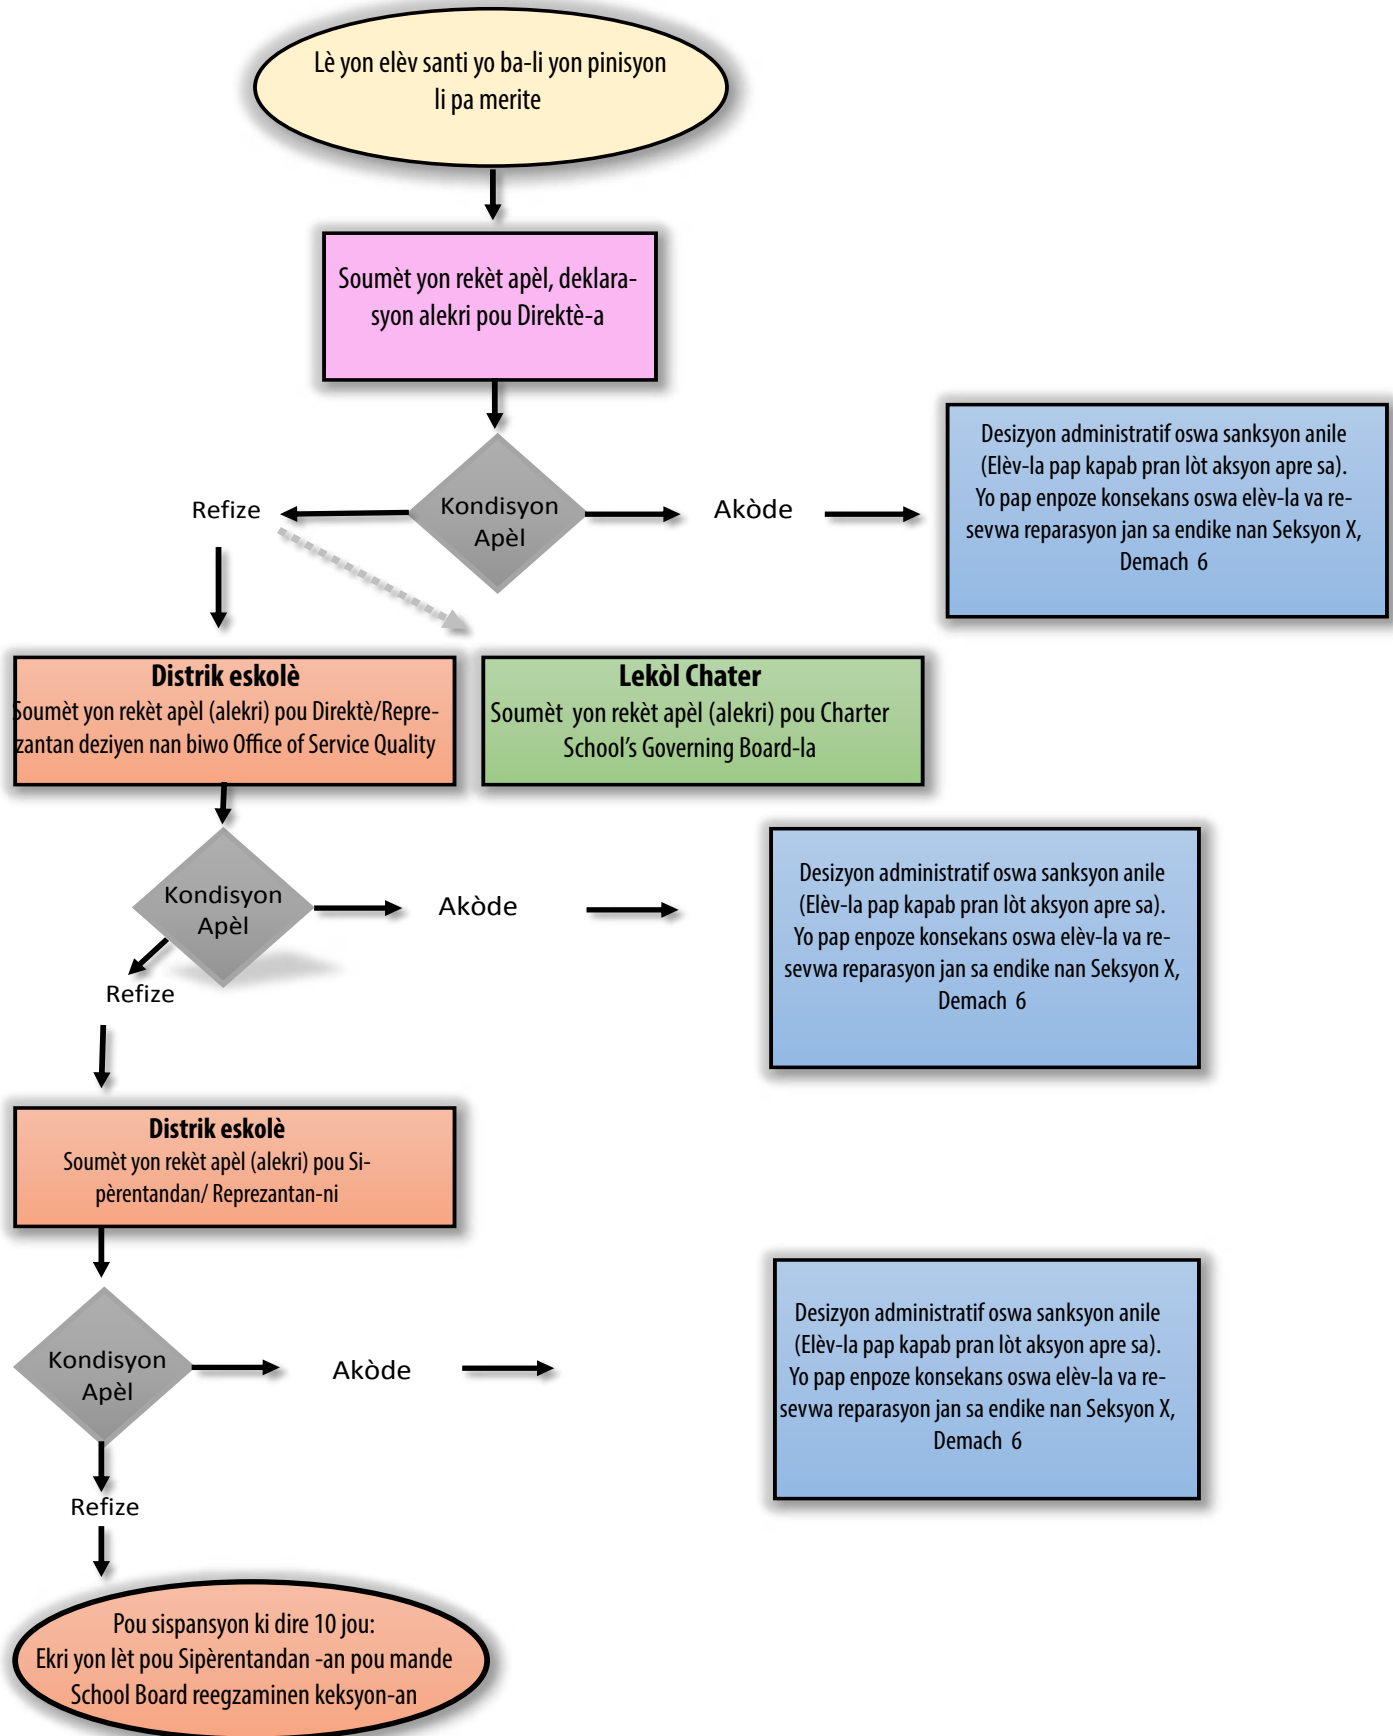 Lè yon elèv santi yo ba-li yon pinisyon
li pa merite
Soumèt yon rekèt apèl, deklara-
syon alekri pou Direktè-a
Refize
Kondisyon
Apèl
Akòde
Desizyon administratif oswa sanksyon anile
(Elèv-la pap kapab pran lòt aksyon apre sa).
Yo pap enpoze konsekans oswa elèv-la va re-
sevwa reparasyon jan sa endike nan Seksyon X,
Demach 6
Distrik eskolè
Soumèt yon rekèt apèl (alekri) pou Direktè/Repre-
zantan deziyen nan biwo Office of Service Quality
Lekòl Chater
Soumèt yon rekèt apèl (alekri) pou Charter
School's Governing Board-la
Kondisyon
Apèl
Akòde
Desizyon administratif oswa sanksyon anile
(Elèv-la pap kapab pran lòt aksyon apre sa).
Yo pap enpoze konsekans oswa elèv-la va re-
sevwa reparasyon jan sa endike nan Seksyon X,
Demach 6
Refize
Distrik eskolè
Soumèt yon rekèt apèl (alekri) pou Si-
pèrentandan/ Reprezantan-ni
Kondisyon
Apèl
Akòde
Desizyon administratif oswa sanksyon anile
(Elèv-la pap kapab pran lòt aksyon apre sa).
Yo pap enpoze konsekans oswa elèv-la va re-
sevwa reparasyon jan sa endike nan Seksyon X,
Demach 6
Refize
Pou sispansyon ki dire 10 jou:
Ekri yon lèt pou Sipèrentandan -an pou mande
School Board reegzaminen keksyon-an